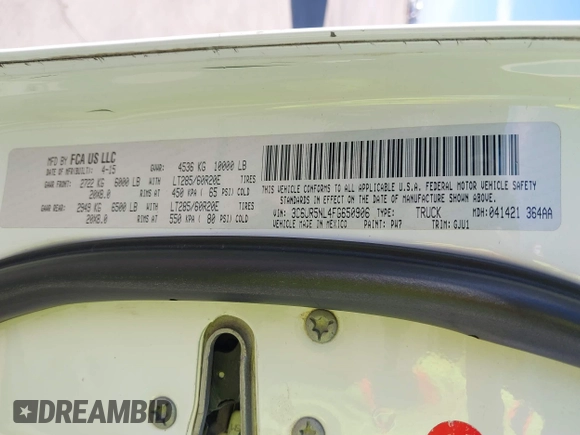 MFD BY FCA US LLC
DATE OF MFR/BUILT: 4-15 GVWR: 4536 KG 10000 LB
GAWR FRONT: 2722 KG 6000 LB WITH LT285/60R20E TIRES
20X8.0 RIMS AT 450 KPA ( 65 PSI) COLD
GAWR REAR: 2949 KG 6500 LB WITH LT285/60R20E TIRES
20X8.0 RIMS AT 550 KPA ( 80 PSI) COLD
THIS VEHICLE CONFORMS TO ALL APPLICABLE U.S.A. FEDERAL MOTOR VEHICLE SAFETY
STANDARDS IN EFFECT ON THE DATE OF MANUFACTURE SHOWN ABOVE.
VIN: 3C6UR5NL4FG650906 TYPE: TRUCK MDH: 041421 364AA
VEHICLE MADE IN MEXICO PAINT: PW7 TRIM: GJU1
DREAMBID